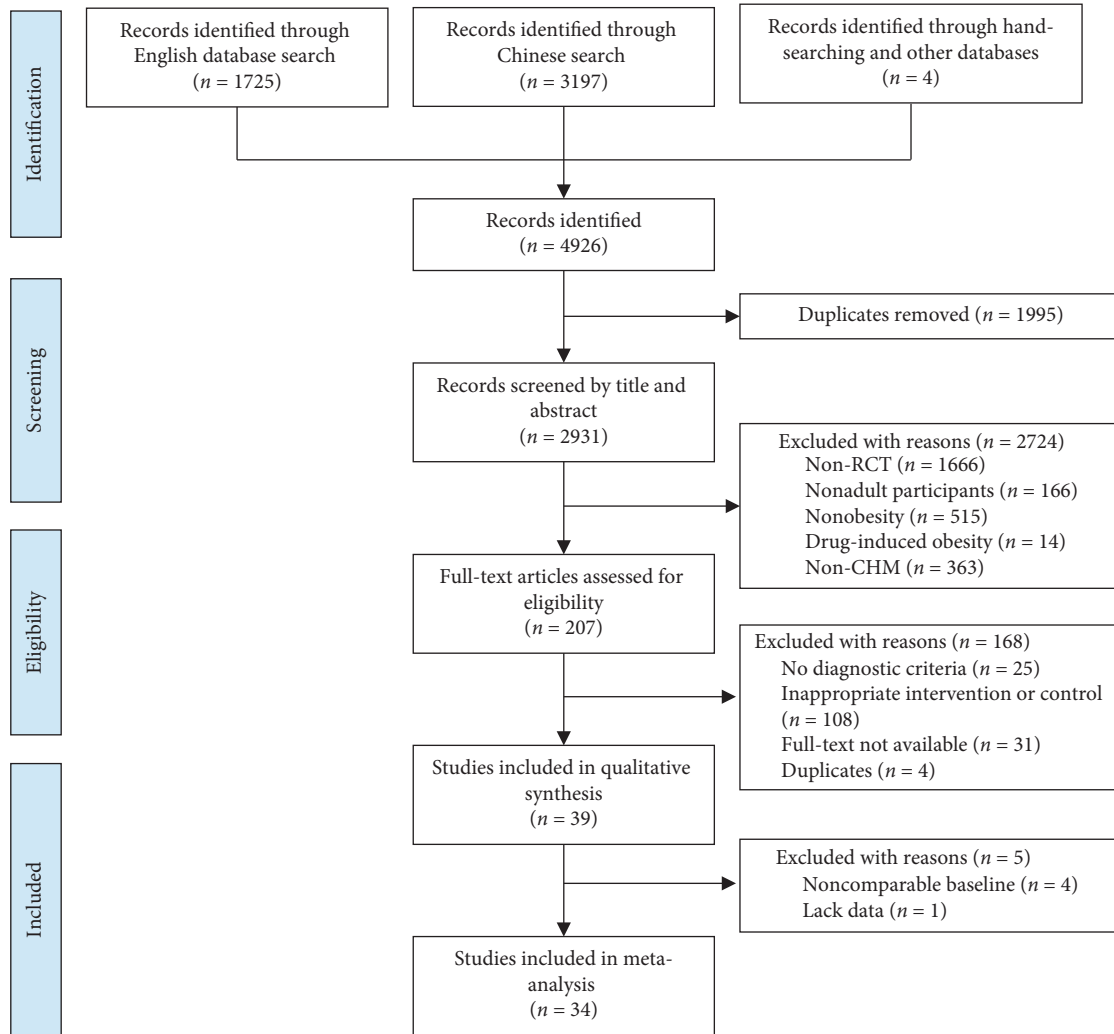 Identification
Records identified through
English database search
(n = 1725)
Records identified through
Chinese search
(n = 3197)
Records identified through hand-
searching and other databases
(n = 4)
Records identified
(n = 4926)
Screening
Duplicates removed (n = 1995)
Records screened by title and
abstract
(n = 2931)
Excluded with reasons (n = 2724)
Non-RCT (n = 1666)
Nonadult participants (n = 166)
Nonobesity (n = 515)
Drug-induced obesity (n = 14)
Non-CHM (n = 363)
Eligibility
Full-text articles assessed for
eligibility
(n = 207)
Excluded with reasons (n = 168)
No diagnostic criteria (n = 25)
Inappropriate intervention or control
(n = 108)
Full-text not available (n = 31)
Duplicates (n = 4)
Included
Studies included in qualitative
synthesis
(n = 39)
Excluded with reasons (n = 5)
Noncomparable baseline (n = 4)
Lack data (n = 1)
Studies included in meta-
analysis
(n = 34)